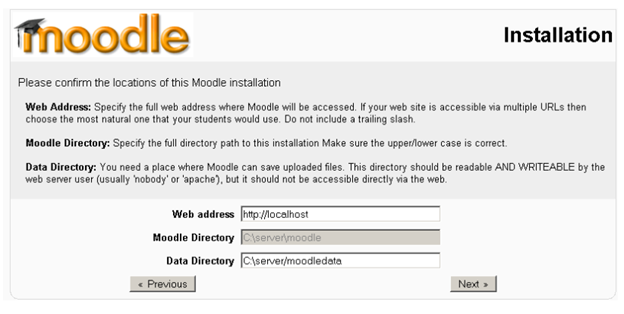 moodle
Installation
Please confirm the locations of this Moodle installation
Web Address: Specify the full web address where Moodle will be accessed. If your web site is accessible via multiple URLs then
choose the most natural one that your students would use. Do not include a trailing slash.
Moodle Directory: Specify the full directory path to this installation Make sure the upper/lower case is correct.
Data Directory: You need a place where Moodle can save uploaded files. This directory should be readable AND WRITEABLE by the
web server user (usually 'nobody' or 'apache'), but it should not be accessible directly via the web.
Web address http://localhost
Moodle Directory C:\server\moodle
Data Directory C:\server/moodledata
« Previous Next »